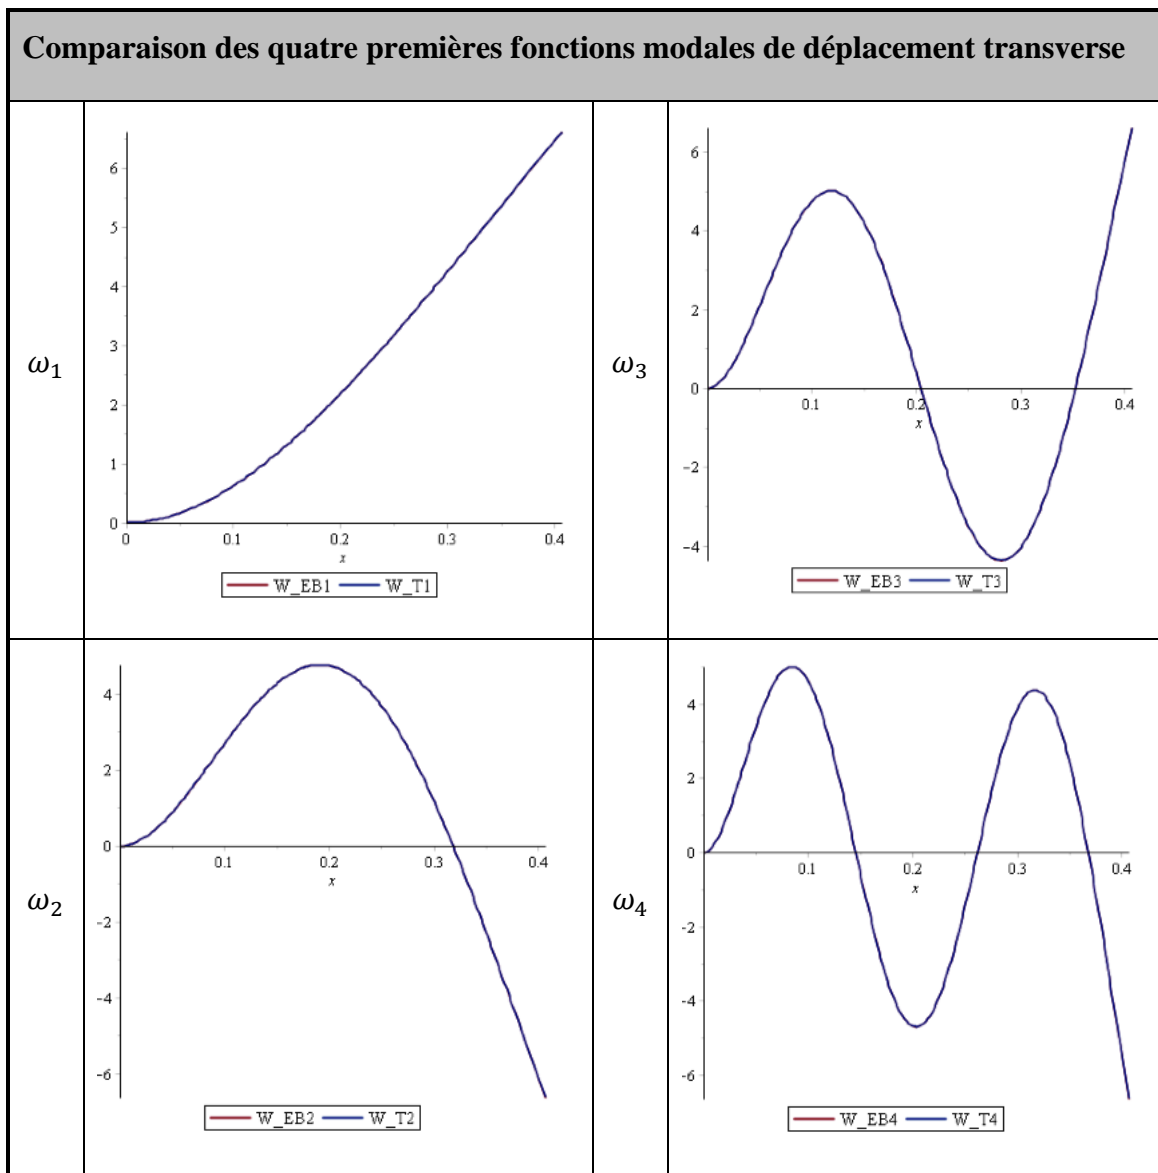 Comparaison des quatre premières fonctions modales de déplacement transverse
ω₁
6
5
4
3
2
1
0
0 0.1 0.2 0.3 0.4
x
W_EB1 W_T1
ω₃
6
4
2
0
0.1 0.2 0.3 0.4
x
-2
-4
W_EB3 W_T3
ω₂
4
2
0
0.1 0.2 0.3 0.4
x
-2
-4
-6
W_EB2 W_T2
ω₄
4
2
0
0.1 0.2 0.3 0.4
x
-2
-4
-6
W_EB4 W_T4